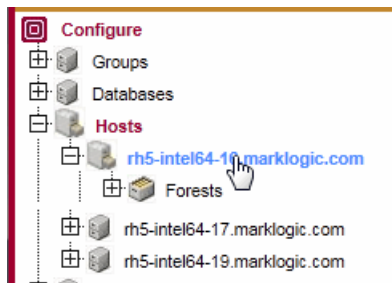 Configure
Groups
Databases
Hosts
rh5-intel64-10.marklogic.com
Forests
rh5-intel64-17.marklogic.com
rh5-intel64-19.marklogic.com